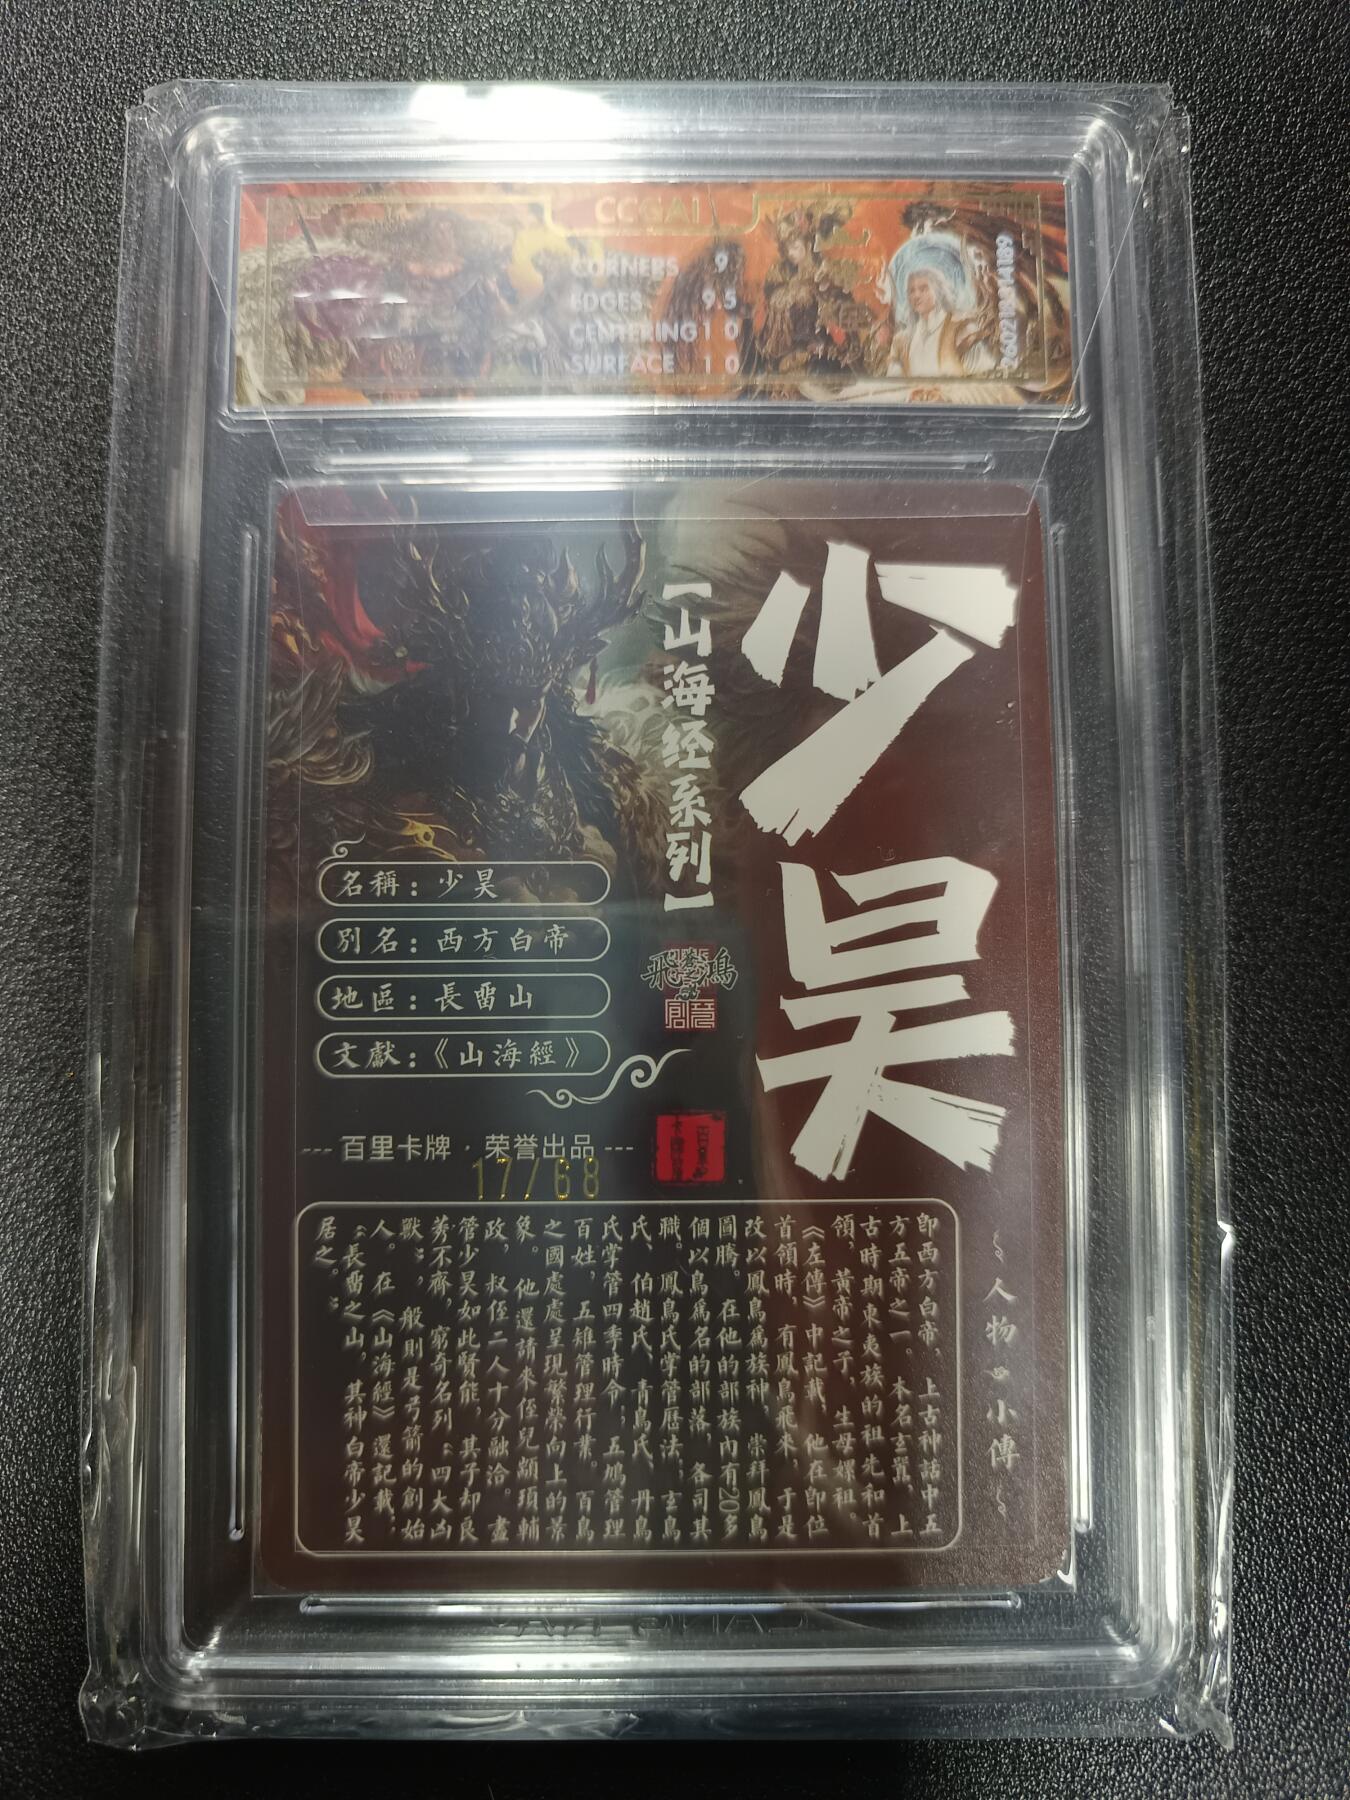 CCGAI
CORNERS 9
EDGES 9.5
CENTERING 10
SURFACE 10
少昊
【山海经系列】
飛 鴻
名稱：少昊
別名：西方白帝
地區：長畱山
文獻：《山海經》
--- 百里卡牌 · 荣誉出品 ---
17/68
人物 小傳
即西方白帝，上古神話中五
方五帝之一。本名玄囂，上
古時期東夷族的祖先和首
領，黃帝之子，生母嫘祖。
《左傳》中記載，他在即位
首領時，有鳳鳥飛來，于是
改以鳳鳥爲族神，崇拜鳳鳥
圖騰。在他的部族內有20多
個以鳥爲名的部落，各司其
職。鳳鳥氏掌管歷法；玄鳥
氏、伯趙氏、青鳥氏、丹鳥
氏掌管四季時令；五鳩管理
百姓，五雉管理行業。百鳥
之國處處呈現繁榮向上的景
象。他還請來侄兒顓頊輔
政，叔侄二人十分融洽。盡
管少昊如此賢能，其子却良
莠不齊，窮奇名列“四大凶
獸”，般則是弓箭的創始
人。在《山海經》還記載；
“長畱之山，其神白帝少昊
居之。”